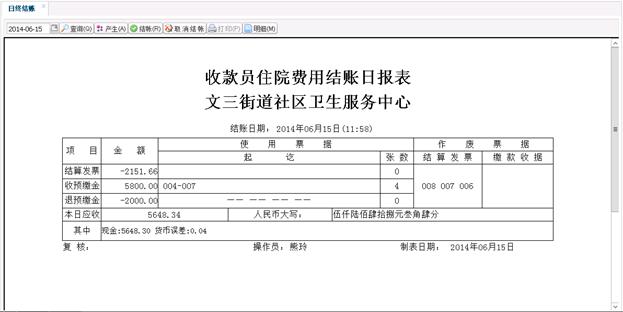 日终结账
2014-06-15 查询(Q) 产生(A) 结帐(R) 取消结帐 打印(P) 明细(M)
收款员住院费用结账日报表
文三街道社区卫生服务中心
结账日期: 2014年06月15日(11:58)
项 目 金 额 使 用 票 据 作 废 票 据
起 讫 张 数 结 算 发 票 缴 款 收 据
结算发票 -2151.66 0
收预缴金 5800.00 004-007 4 008 007 006
退预缴金 -2000.00 —— —— —— —— 0
本日应收 5648.34 人民币大写: 伍仟陆佰肆拾捌元叁角肆分
其中 现金:5648.30 货币误差:0.04
复 核: 操作员: 熊玲 制表日期: 2014年06月15日